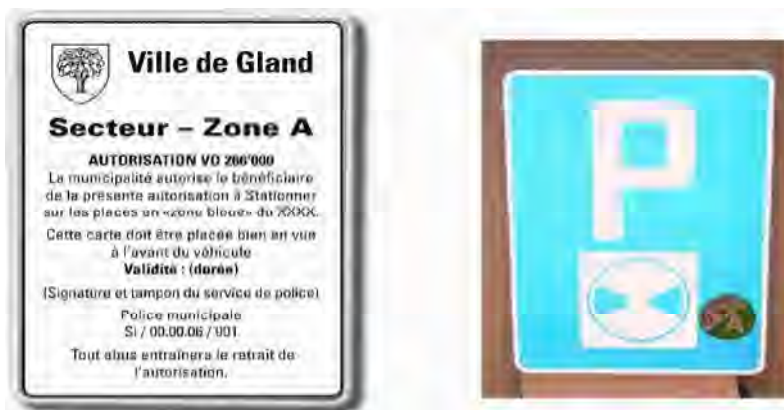 Ville de Gland
Secteur – Zone A
AUTORISATION VD 266'000
La municipalité autorise le bénéficiaire
de la présente autorisation à Stationner
sur les places en «zone bleue» du XXXX.
Cette carte doit être placée bien en vue
à l'avant du véhicule
Validité : (durée)
(Signature et tampon du service de police)
Police municipale
SI / 00.00.06 / 901
Tout abus entraînera le retrait de
l'autorisation.
P